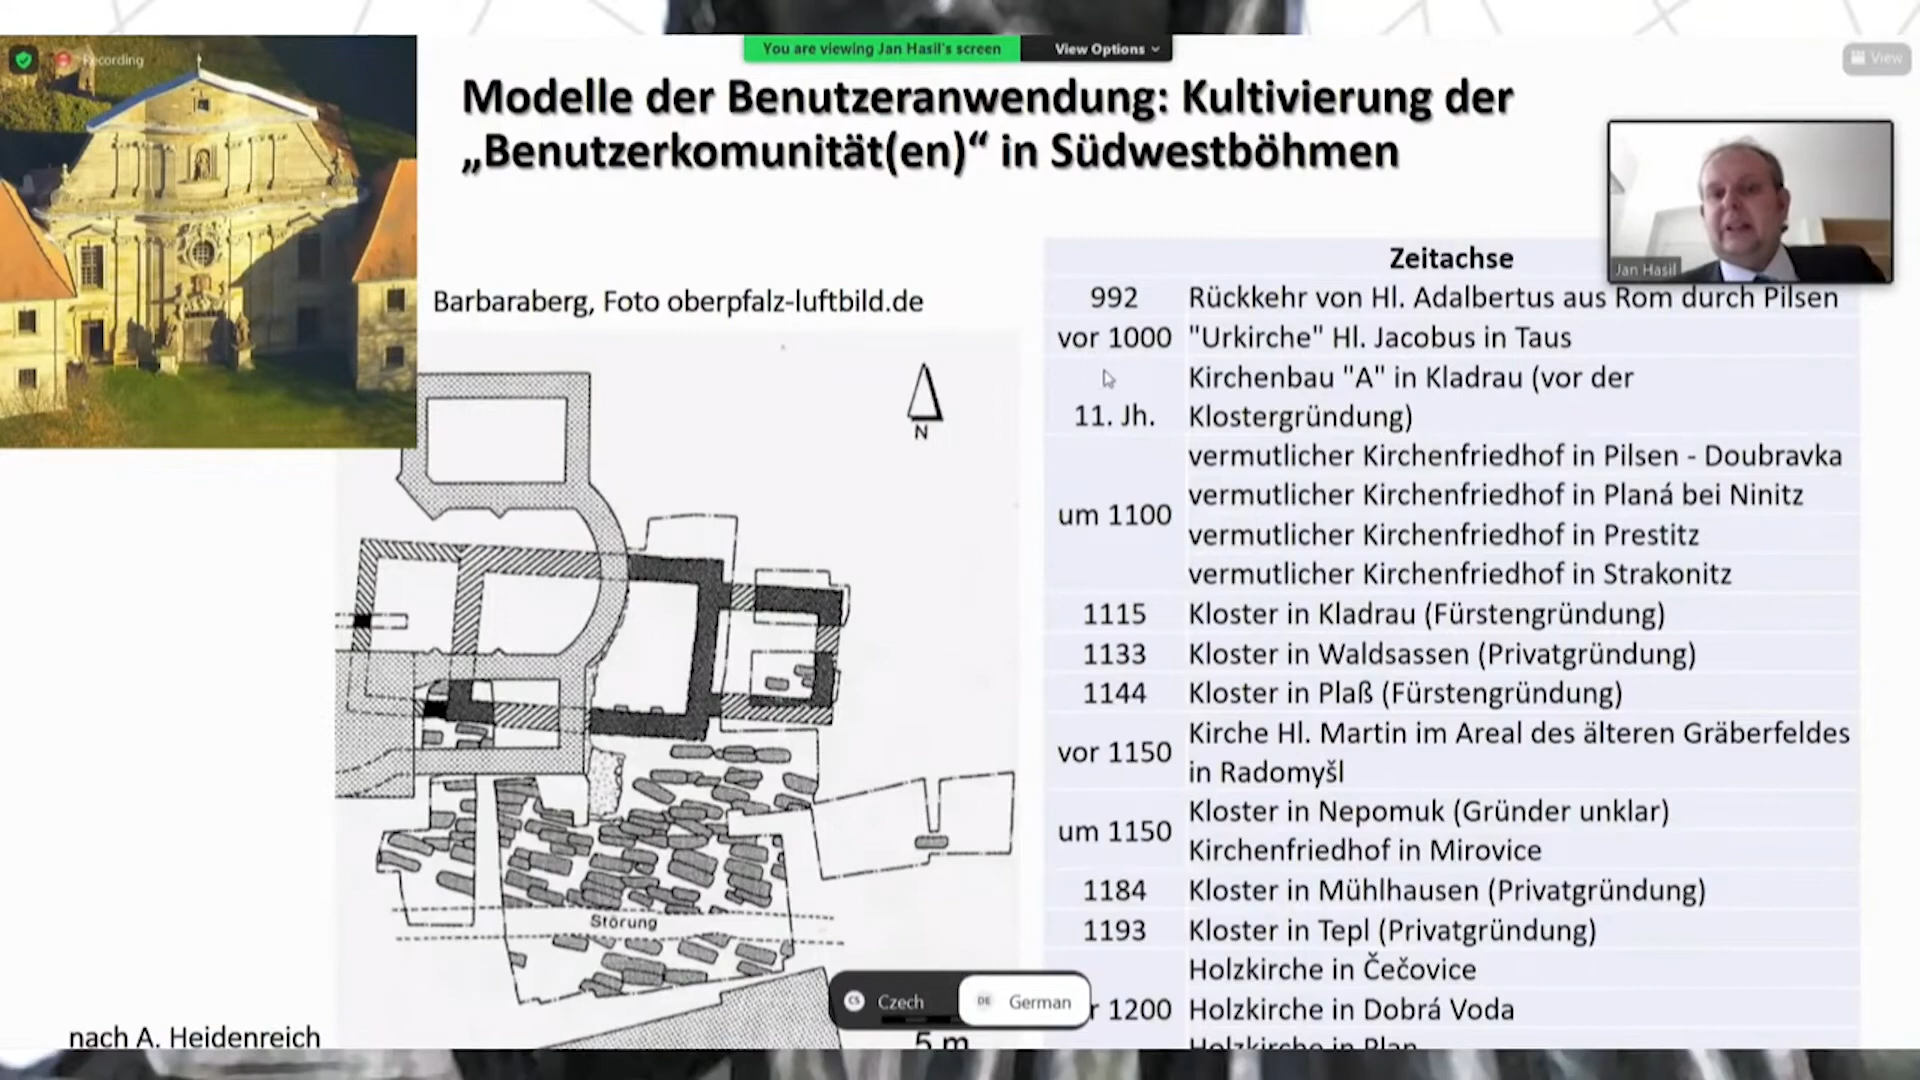 Recording
You are viewing Jan Hasil's screen
View Options
View
Modelle der Benutzeranwendung: Kultivierung der
„Benutzerkomunität(en)“ in Südwestböhmen
Jan Hasil
Barbaraberg, Foto oberpfalz-luftbild.de
N
Störung
5 m
nach A. Heidenreich
Zeitachse
992 Rückkehr von Hl. Adalbertus aus Rom durch Pilsen
vor 1000 "Urkirche" Hl. Jacobus in Taus
Kirchenbau "A" in Kladrau (vor der
11. Jh. Klostergründung)
vermutlicher Kirchenfriedhof in Pilsen - Doubravka
vermutlicher Kirchenfriedhof in Planá bei Ninitz
um 1100
vermutlicher Kirchenfriedhof in Prestitz
vermutlicher Kirchenfriedhof in Strakonitz
1115 Kloster in Kladrau (Fürstengründung)
1133 Kloster in Waldsassen (Privatgründung)
1144 Kloster in Plaß (Fürstengründung)
Kirche Hl. Martin im Areal des älteren Gräberfeldes
vor 1150
in Radomyšl
Kloster in Nepomuk (Gründer unklar)
um 1150
Kirchenfriedhof in Mirovice
1184 Kloster in Mühlhausen (Privatgründung)
1193 Kloster in Tepl (Privatgründung)
Holzkirche in Čečovice
r 1200 Holzkirche in Dobrá Voda
Holzkirche in Plan
CS Czech
DE German